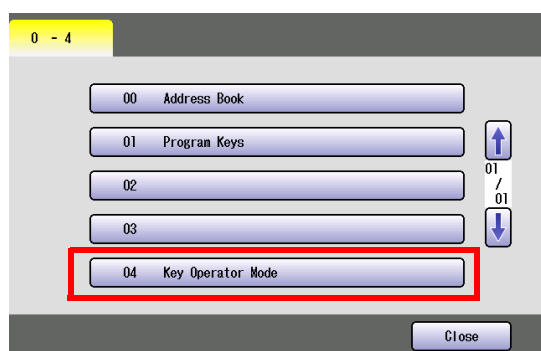 0 - 4
00 Address Book
01 Program Keys
02
03
04 Key Operator Mode
01
/
01
Close